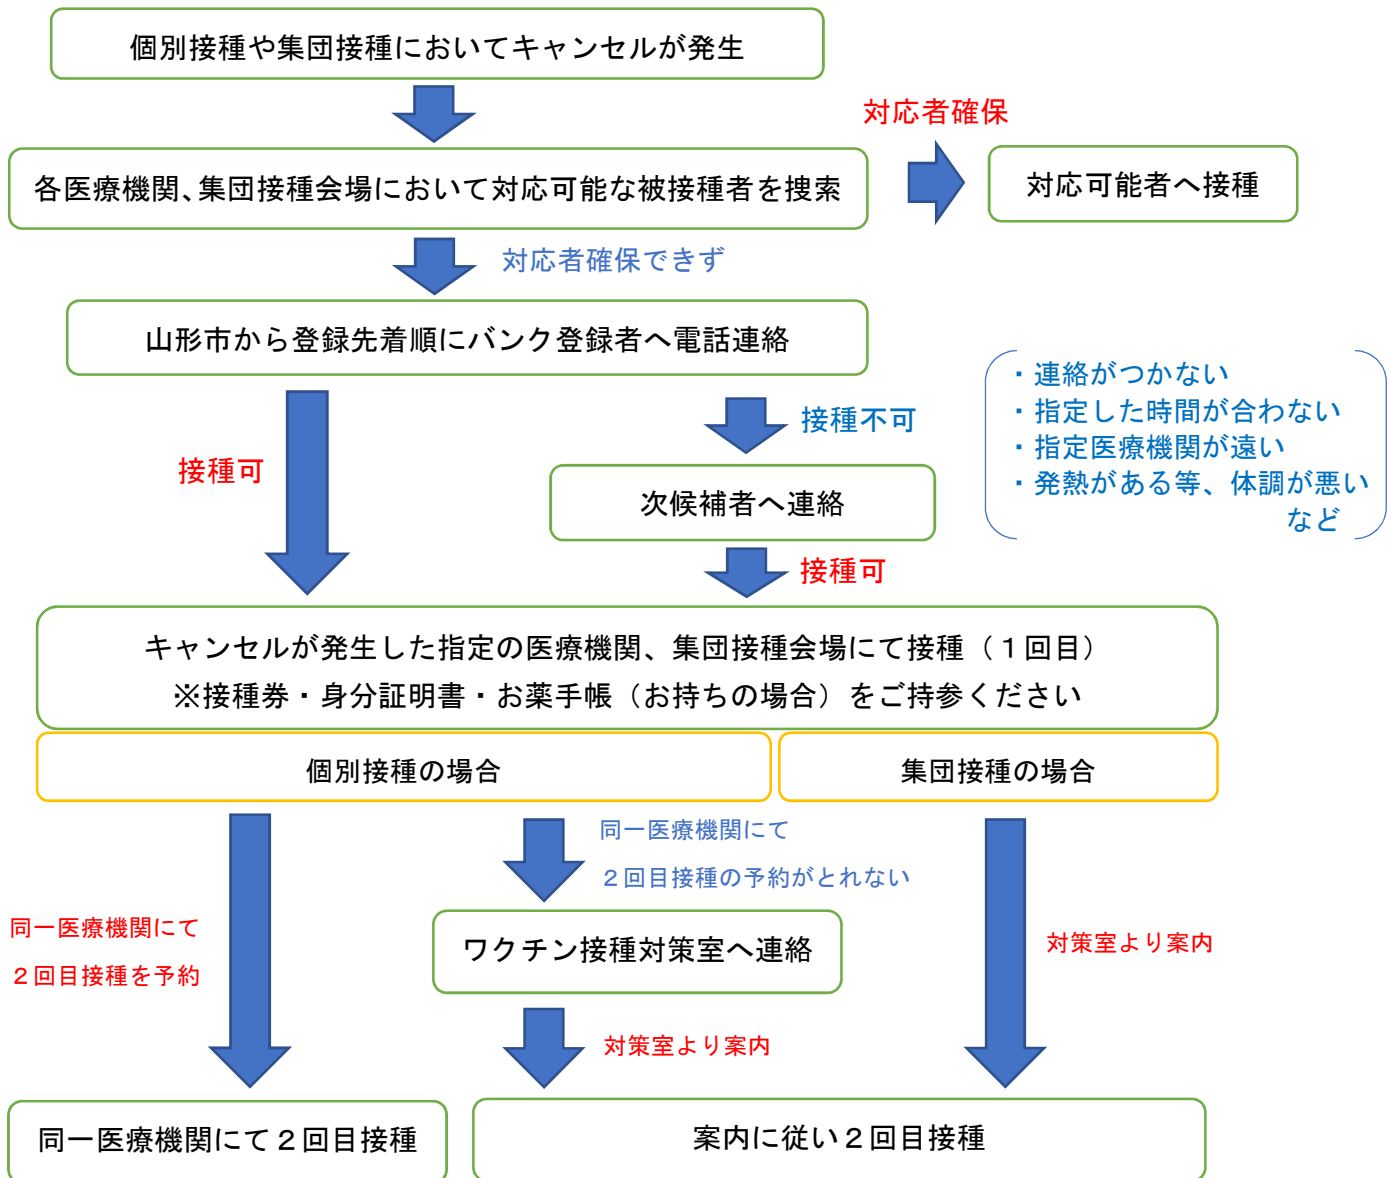 個別接種や集団接種においてキャンセルが発生
対応者確保
各医療機関、集団接種会場において対応可能な被接種者を捜索
対応可能者へ接種
対応者確保できず
山形市から登録先着順にバンク登録者へ電話連絡
・連絡がつかない
・指定した時間が合わない
・指定医療機関が遠い
・発熱がある等、体調が悪い
など
接種不可
接種可
次候補者へ連絡
接種可
キャンセルが発生した指定の医療機関、集団接種会場にて接種（１回目）
※接種券・身分証明書・お薬手帳（お持ちの場合）をご持参ください
個別接種の場合
集団接種の場合
同一医療機関にて
２回目接種の予約がとれない
同一医療機関にて
２回目接種を予約
ワクチン接種対策室へ連絡
対策室より案内
対策室より案内
同一医療機関にて２回目接種
案内に従い２回目接種